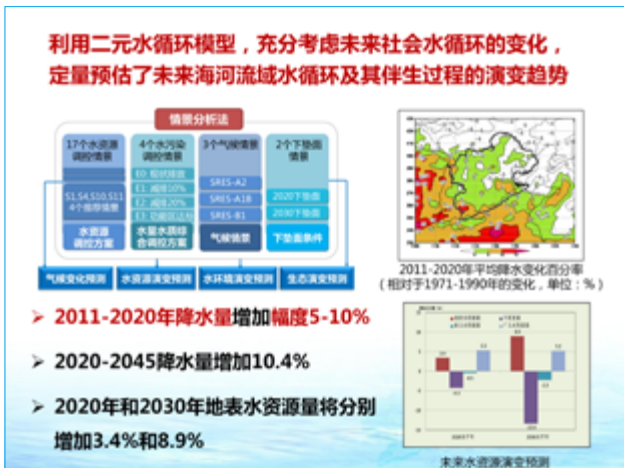 利用二元水循环模型，充分考虑未来社会水循环的变化，
定量预估了未来海河流域水循环及其伴生过程的演变趋势
情景分析法
17个水资源
调控情景
S1,S4,S10,S11
4个推荐情景
水资源
调控方案
4个水污染
调控情景
E0: 现状排放
E1: 减排10%
E2: 减排20%
E3: 功能区达标
水量水质综
合调控方案
3个气候情景
SRES-A2
SRES-A1B
SRES-B1
气候情景
2个下垫面
情景
2020下垫面
2030下垫面
下垫面条件
气候变化预测
水资源演变预测
水环境演变预测
生态演变预测
2011-2020年平均降水变化百分率
（相对于1971-1990年的变化，单位：%）
➢ 2011-2020年降水量增加幅度5-10%
➢ 2020-2045降水量增加10.4%
➢ 2020年和2030年地表水资源量将分别
增加3.4%和8.9%
未来水资源演变预测